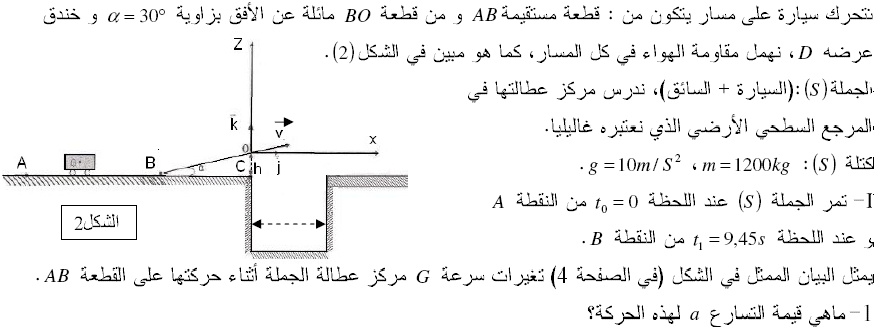 تتحرك سيارة على مسار يتكون من : قطعة مستقيمة AB و من قطعة BO مائلة عن الأفق بزاوية α = 30° و خندق
عرضه D، نهمل مقاومة الهواء في كل المسار، كما هو مبين في الشكل(2).
الجملة (S):(السيارة + السائق)، ندرس مركز عطالتها في
المرجع السطحي الأرضي الذي نعتبره غاليليا.
كتلة (S): m = 1200kg ، g = 10m/S² .
I- تمر الجملة (S) عند اللحظة t₀ = 0 من النقطة A
و عند اللحظة t₁ = 9,45s من النقطة B.
يمثل البيان الممثل في الشكل (في الصفحة 4) تغيرات سرعة G مركز عطالة الجملة أثناء حركتها على القطعة AB.
1- ماهي قيمة التسارع a لهذه الحركة؟
Z
k
v
0
x
i
A
G
B
α
C
h
الشكل2